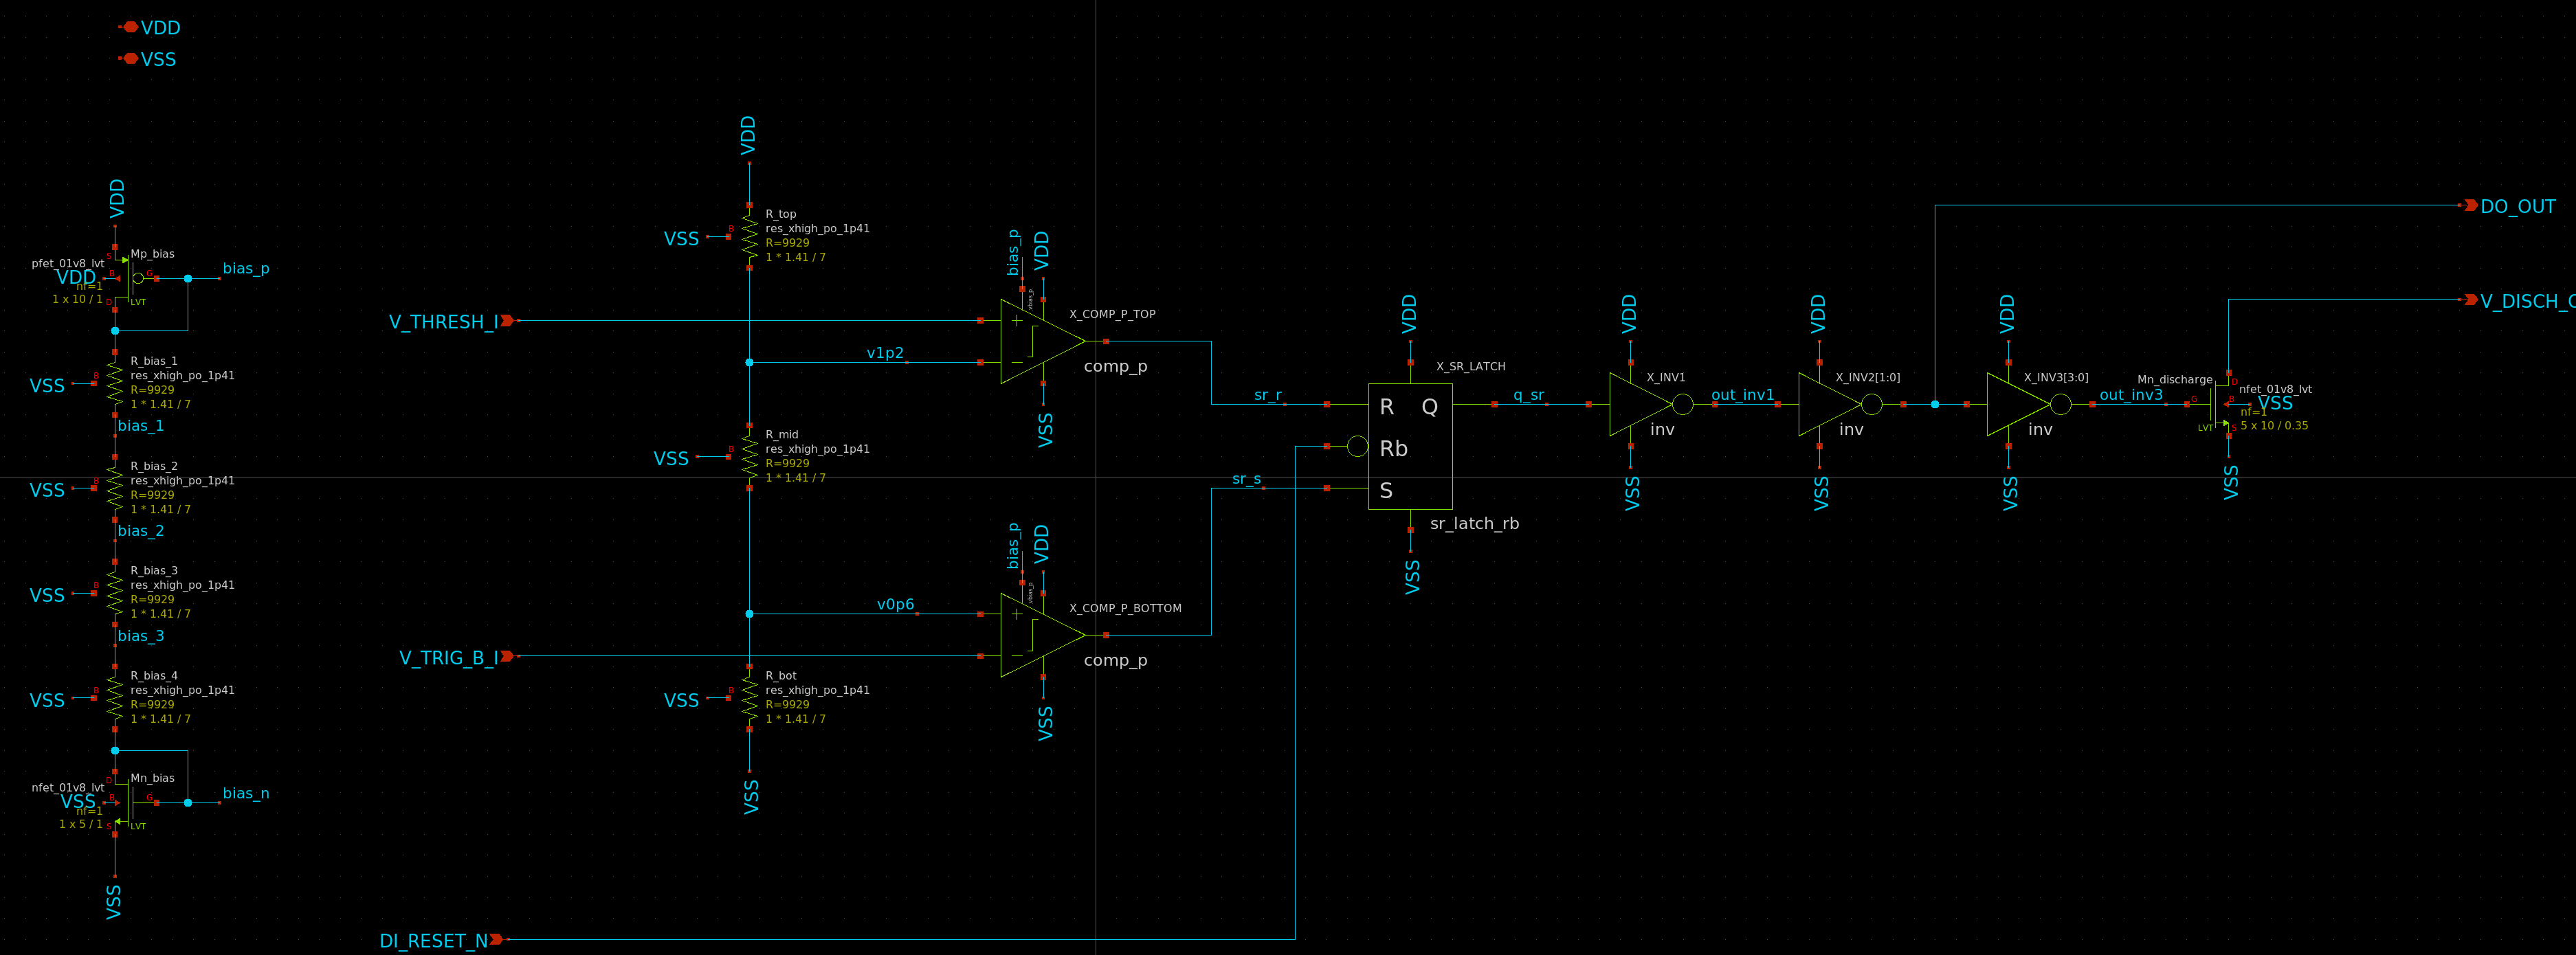 VDD
VSS
VDD
Mp_bias
pfet_01v8_lvt
VDD
nf=1
1 x 10 / 1
S
B
G
D
LVT
bias_p
R_bias_1
res_xhigh_po_1p41
R=9929
1 * 1.41 / 7
VSS
B
bias_1
R_bias_2
res_xhigh_po_1p41
R=9929
1 * 1.41 / 7
VSS
B
bias_2
R_bias_3
res_xhigh_po_1p41
R=9929
1 * 1.41 / 7
VSS
B
bias_3
R_bias_4
res_xhigh_po_1p41
R=9929
1 * 1.41 / 7
VSS
B
Mn_bias
nfet_01v8_lvt
VSS
nf=1
1 x 5 / 1
D
B
G
S
LVT
bias_n
VSS
V_THRESH_I
V_TRIG_B_I
DI_RESET_N
VDD
R_top
res_xhigh_po_1p41
R=9929
1 * 1.41 / 7
VSS
B
v1p2
R_mid
res_xhigh_po_1p41
R=9929
1 * 1.41 / 7
VSS
B
v0p6
R_bot
res_xhigh_po_1p41
R=9929
1 * 1.41 / 7
VSS
B
VSS
bias_p
VDD
vbias_p
+
−
X_COMP_P_TOP
comp_p
VSS
bias_p
VDD
vbias_p
+
−
X_COMP_P_BOTTOM
comp_p
VSS
sr_r
sr_s
VDD
X_SR_LATCH
R Q
Rb
S
sr_latch_rb
VSS
q_sr
VDD
X_INV1
inv
VSS
out_inv1
VDD
X_INV2[1:0]
inv
VSS
VDD
X_INV3[3:0]
inv
VSS
out_inv3
Mn_discharge
nfet_01v8_lvt
VSS
nf=1
5 x 10 / 0.35
D
G
B
S
LVT
VSS
DO_OUT
V_DISCH_